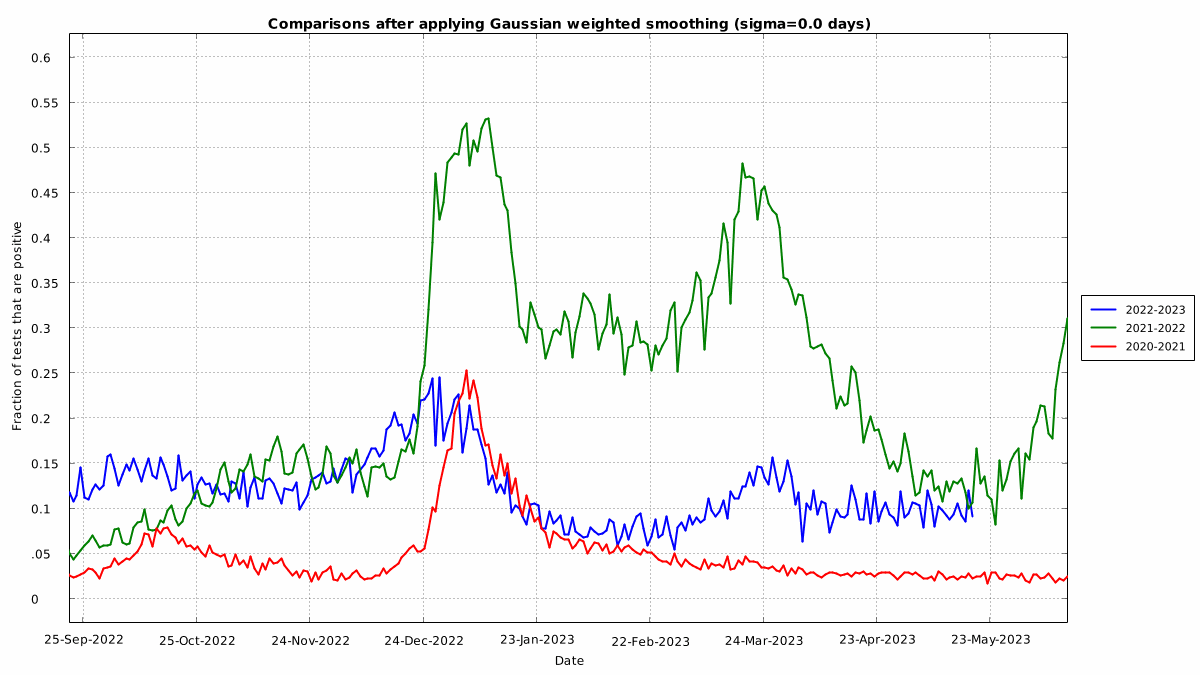 Comparisons after applying Gaussian weighted smoothing (sigma=0.0 days)
0.6
0.55
0.5
0.45
0.4
0.35
0.3
0.25
0.2
0.15
0.1
.05
0
Fraction of tests that are positive
25-Sep-2022
25-Oct-2022
24-Nov-2022
24-Dec-2022
23-Jan-2023
22-Feb-2023
24-Mar-2023
23-Apr-2023
23-May-2023
Date
2022-2023
2021-2022
2020-2021